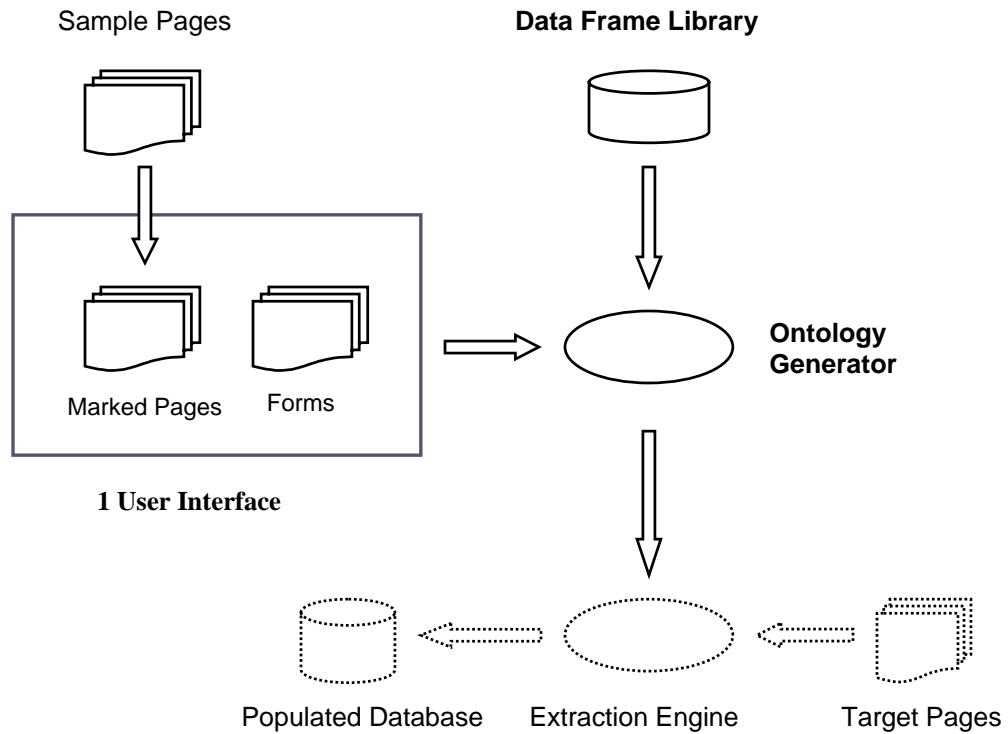 Sample Pages
Data Frame Library
Ontology
Generator
Marked Pages
Forms
1 User Interface
Populated Database
Extraction Engine
Target Pages